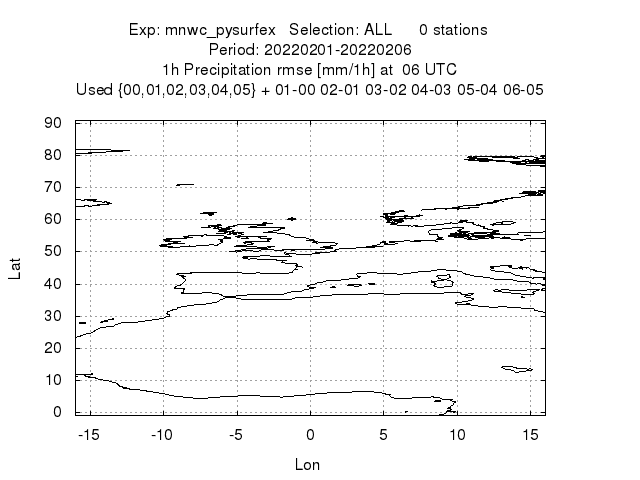 Exp: mnwc_pysurfex   Selection: ALL      0 stations
Period: 20220201-20220206
1h Precipitation rmse [mm/1h] at  06 UTC
Used {00,01,02,03,04,05} + 01-00 02-01 03-02 04-03 05-04 06-05
90
80
70
60
50
40
30
20
10
0
Lat
-15 -10 -5 0 5 10 15
Lon